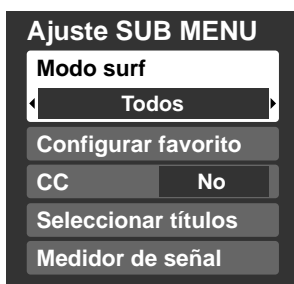 Ajuste SUB MENU
Modo surf
Todos
Configurar favorito
CC No
Seleccionar títulos
Medidor de señal